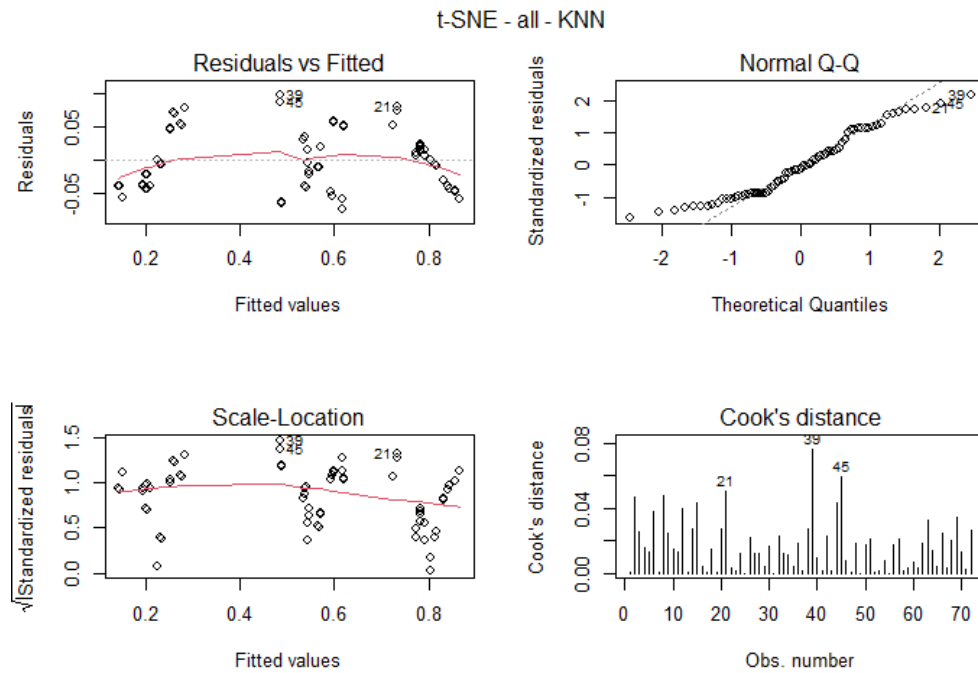 t-SNE - all - KNN
Residuals vs Fitted
Residuals
-0.05 0.05
39
45
21
0.2 0.4 0.6 0.8
Fitted values
Normal Q-Q
Standardized residuals
-1 0 1 2
39
45
21
-2 -1 0 1 2
Theoretical Quantiles
Scale-Location
√|Standardized residuals|
0.0 0.5 1.0 1.5
39
45
21
0.2 0.4 0.6 0.8
Fitted values
Cook's distance
Cook's distance
0.00 0.04 0.08
39
45
21
0 10 20 30 40 50 60 70
Obs. number